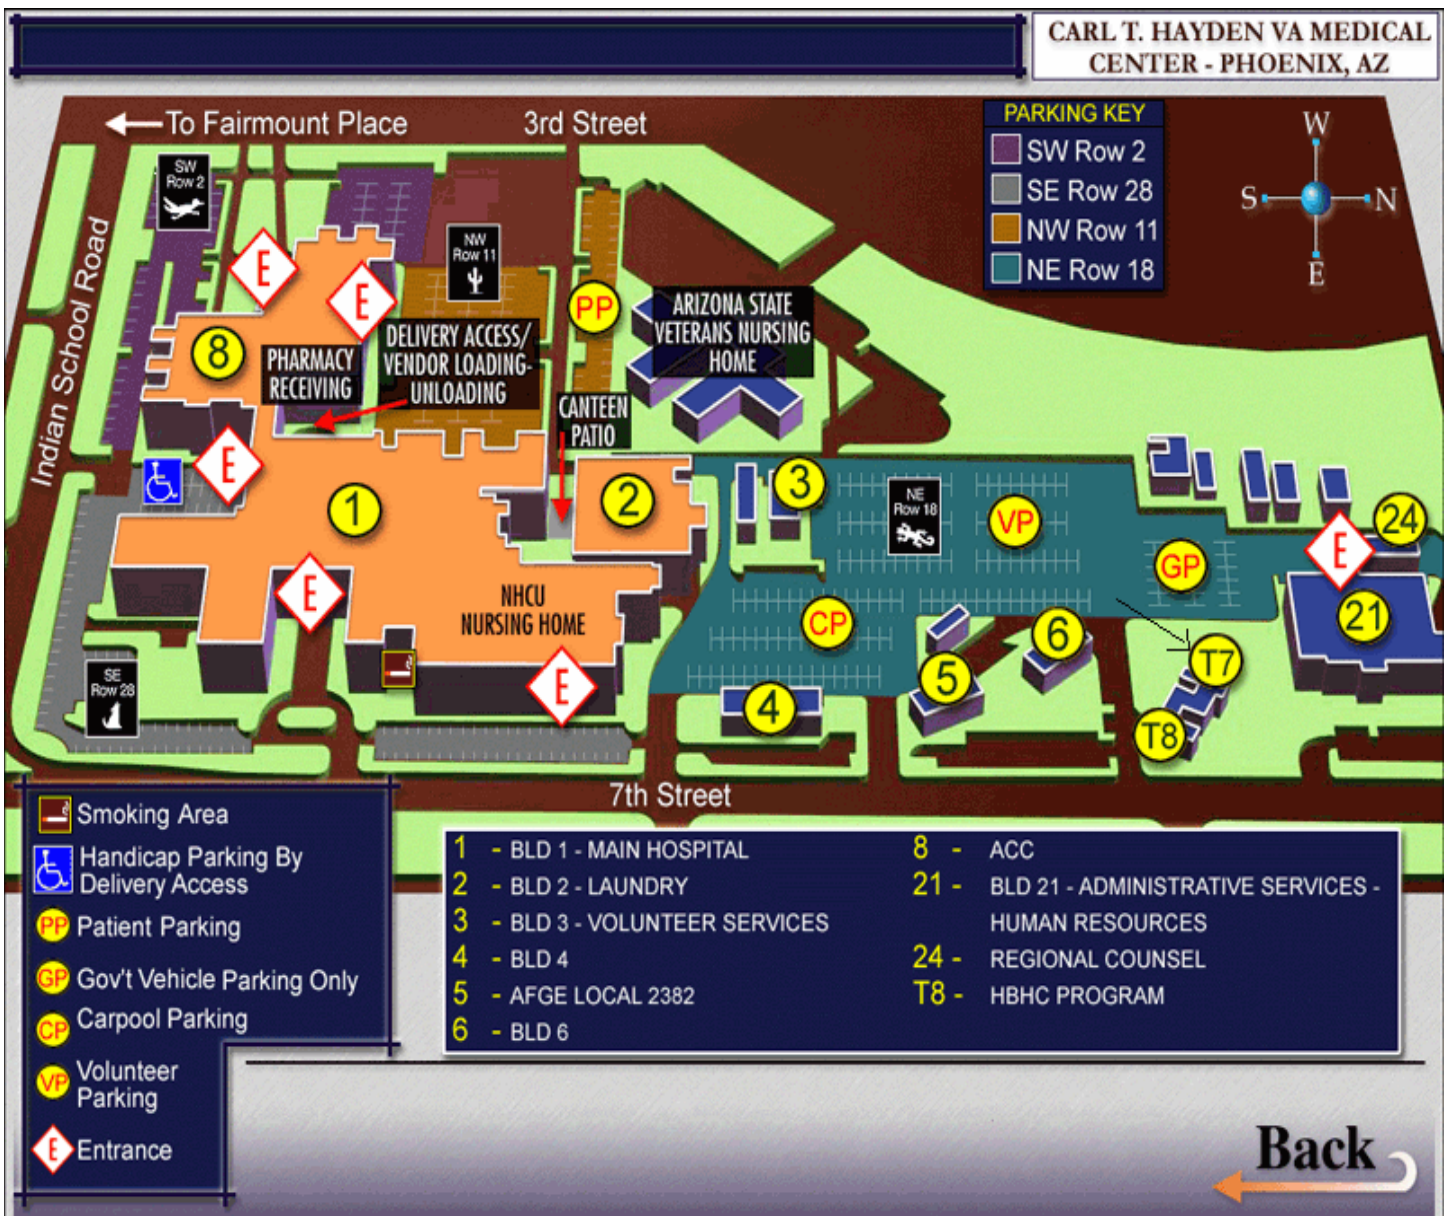 CARL T. HAYDEN VA MEDICAL
CENTER - PHOENIX, AZ
To Fairmount Place
3rd Street
PARKING KEY
SW Row 2
SE Row 28
NW Row 11
NE Row 18
W
S
N
E
SW
Row 2
Indian School Road
NW
Row 11
E
E
PP
ARIZONA STATE
VETERANS NURSING
HOME
8
PHARMACY
RECEIVING
DELIVERY ACCESS/
VENDOR LOADING-
UNLOADING
CANTEEN
PATIO
E
1
2
3
NE
Row 18
VP
24
E
GP
E
NHCU
NURSING HOME
CP
6
21
SE
Row 28
E
4
5
T7
T8
7th Street
Smoking Area
Handicap Parking By
Delivery Access
PP Patient Parking
GP Gov't Vehicle Parking Only
CP Carpool Parking
VP Volunteer
Parking
E Entrance
1 - BLD 1 - MAIN HOSPITAL
2 - BLD 2 - LAUNDRY
3 - BLD 3 - VOLUNTEER SERVICES
4 - BLD 4
5 - AFGE LOCAL 2382
6 - BLD 6
8 - ACC
21 - BLD 21 - ADMINISTRATIVE SERVICES -
HUMAN RESOURCES
24 - REGIONAL COUNSEL
T8 - HBHC PROGRAM
Back